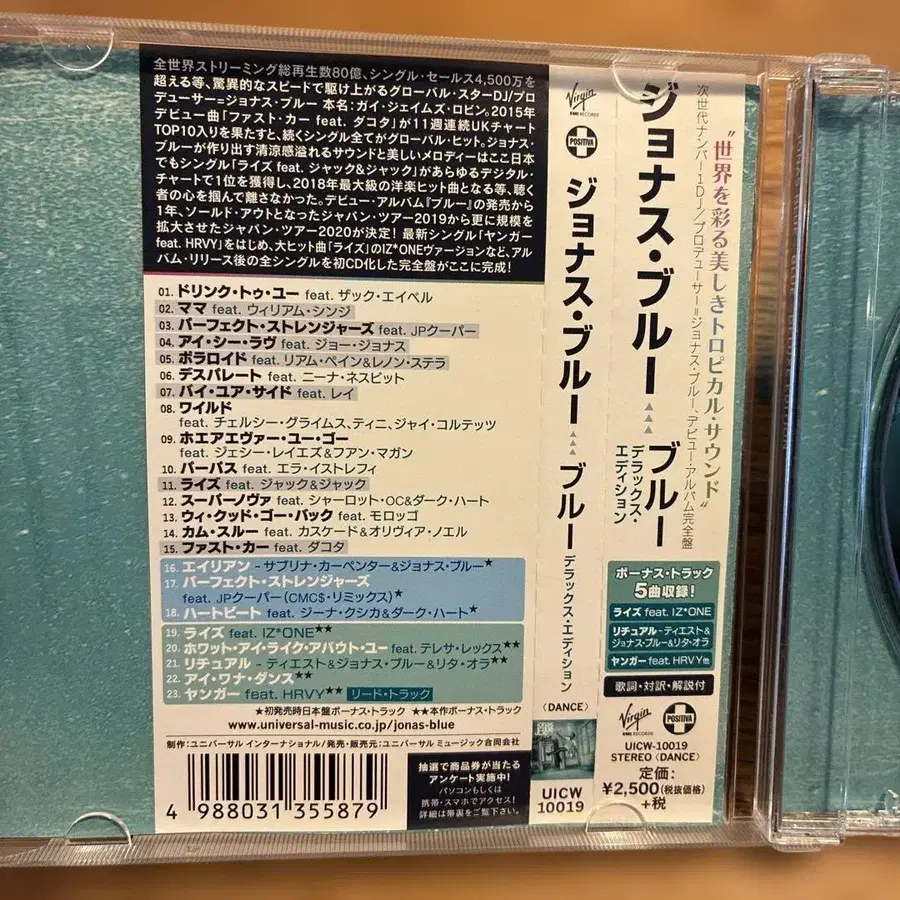 全世界ストリーミング総再生数80億、シングル・セールス4,500万を
超える等、驚異的なスピードで駆け上がるグローバル・スターDJ/プロ
デューサー=ジョナス・ブルー 本名:ガイ・ジェイムズ・ロビン。2015年
デビュー曲「ファスト・カー feat. ダコタ」が11週連続UKチャート
TOP10入りを果たすと、続くシングル全てがグローバル・ヒット。ジョナス・
ブルーが作り出す清涼感溢れるサウンドと美しいメロディーはここ日本
でもシングル「ライズ feat. ジャック&ジャック」があらゆるデジタル・
チャートで1位を獲得し、2018年最大級の洋楽ヒット曲となる等、聴く
者の心を掴んで離さなかった。デビュー・アルバム『ブルー』の発売から
1年、ソールド・アウトとなったジャパン・ツアー2019から更に規模を
拡大させたジャパン・ツアー2020が決定! 最新シングル「ヤンガー
feat. HRVY」をはじめ、大ヒット曲「ライズ」のIZ*ONEヴァージョンなど、アル
バム・リリース後の全シングルを初CD化した完全盤がここに完成!
01. ドリンク・トゥ・ユー feat. ザック・エイベル
02. ママ feat. ウィリアム・シンジ
03. パーフェクト・ストレンジャーズ feat. JPクーパー
04. アイ・シー・ラヴ feat. ジョー・ジョナス
05. ポラロイド feat. リアム・ペイン&レノン・ステラ
06. デスパレート feat. ニーナ・ネスビット
07. バイ・ユア・サイド feat. レイ
08. ワイルド
feat. チェルシー・グライムス、ティニ、ジャイ・コルテッツ
09. ホエアエヴァー・ユー・ゴー
feat. ジェシー・レイエズ&フアン・マガン
10. パーパス feat. エラ・イストレフィ
11. ライズ feat. ジャック&ジャック
12. スーパーノヴァ feat. シャーロット・OC&ダーク・ハート
13. ウィ・クッド・ゴー・バック feat. モロッゴ
14. カム・スルー feat. カスケード&オリヴィア・ノエル
15. ファスト・カー feat. ダコタ
16. エイリアン - サブリナ・カーペンター&ジョナス・ブルー★
17. パーフェクト・ストレンジャーズ
feat. JPクーパー(CMC$・リミックス)★
18. ハートビート feat. ジーナ・クシカ&ダーク・ハート★
19. ライズ feat. IZ*ONE★★
20. ホワット・アイ・ライク・アバウト・ユー feat. テレサ・レックス★★
21. リチュアル - ティエスト&ジョナス・ブルー&リタ・オラ★★
22. アイ・ワナ・ダンス★★
23. ヤンガー feat. HRVY★★ リード・トラック
★初発売時日本盤ボーナス・トラック ★★本作ボーナス・トラック
www.universal-music.co.jp/jonas-blue
制作:ユニバーサル インターナショナル/発売・販売元:ユニバーサル ミュージック合同会社
4 988031 355879
抽選で商品券が当たる
アンケート実施中!
パソコンもしくは
携帯・スマホでアクセス!
詳細は帯裏をご覧下さい。
Virgin
EMI RECORDS
POSITIVA
ジョナス・ブルー
ブルー
デラックス・エディション
(DANCE)
UICW
10019
"世界を彩る美しきトロピカル・サウンド"
次世代ナンバー1DJ/プロデューサー=ジョナス・ブルー、デビュー・アルバム完全盤
ジョナス・ブルー
ブルー
デラックス・
エディション
ボーナス・トラック
5曲収録!
ライズ feat. IZ*ONE
リチュアル - ティエスト&
ジョナス・ブルー&リタ・オラ
ヤンガー feat. HRVY他
歌詞・対訳・解説付
Virgin
EMI RECORDS
POSITIVA
UICW-10019
STEREO (DANCE)
定価:
¥2,500(税抜価格)
+税